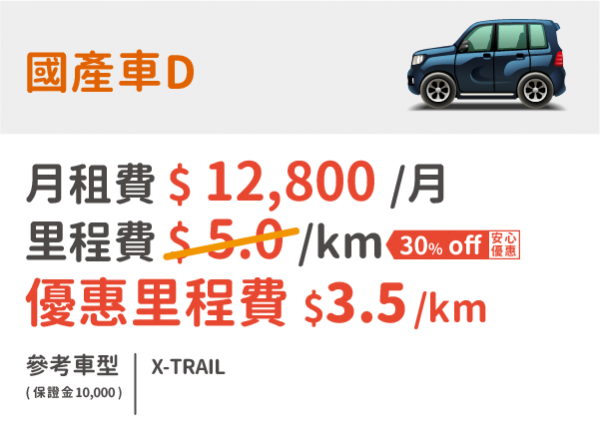 國產車D
月租費 $ 12,800 /月
里程費 $ 5.0 /km 30% off 安心優惠
優惠里程費 $3.5 /km
參考車型 X-TRAIL
(保證金10,000)